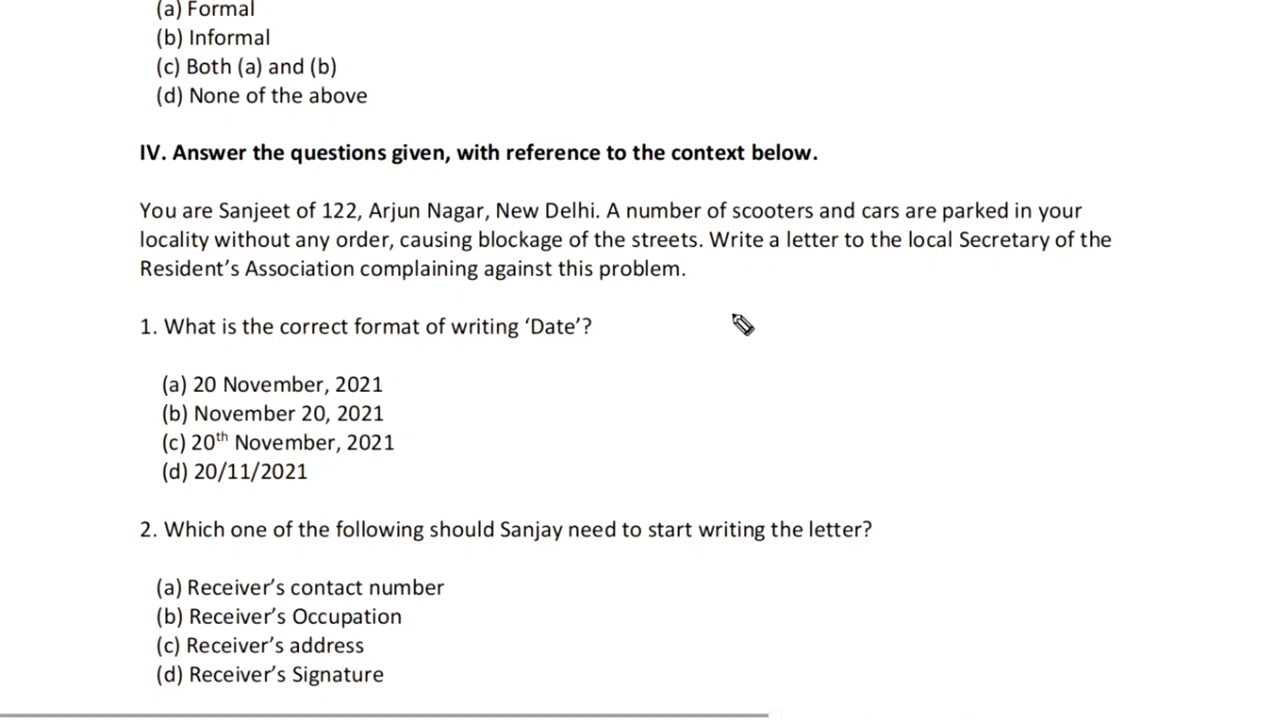 (a) Formal
(b) Informal
(c) Both (a) and (b)
(d) None of the above
IV. Answer the questions given, with reference to the context below.
You are Sanjeet of 122, Arjun Nagar, New Delhi. A number of scooters and cars are parked in your
locality without any order, causing blockage of the streets. Write a letter to the local Secretary of the
Resident’s Association complaining against this problem.
1. What is the correct format of writing ‘Date’?
(a) 20 November, 2021
(b) November 20, 2021
(c) 20th November, 2021
(d) 20/11/2021
2. Which one of the following should Sanjay need to start writing the letter?
(a) Receiver’s contact number
(b) Receiver’s Occupation
(c) Receiver’s address
(d) Receiver’s Signature